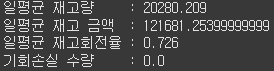 일평균 재고량 : 20280.209
일평균 재고 금액 : 121681.25399999999
일평균 재고회전율 : 0.726
기회손실 수량 : 0.0